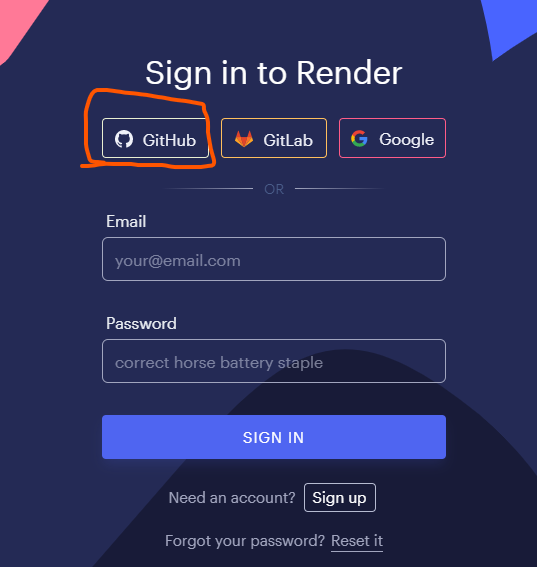 Sign in to Render
GitHub GitLab Google
OR
Email
your@email.com
Password
correct horse battery staple
SIGN IN
Need an account? Sign up
Forgot your password? Reset it